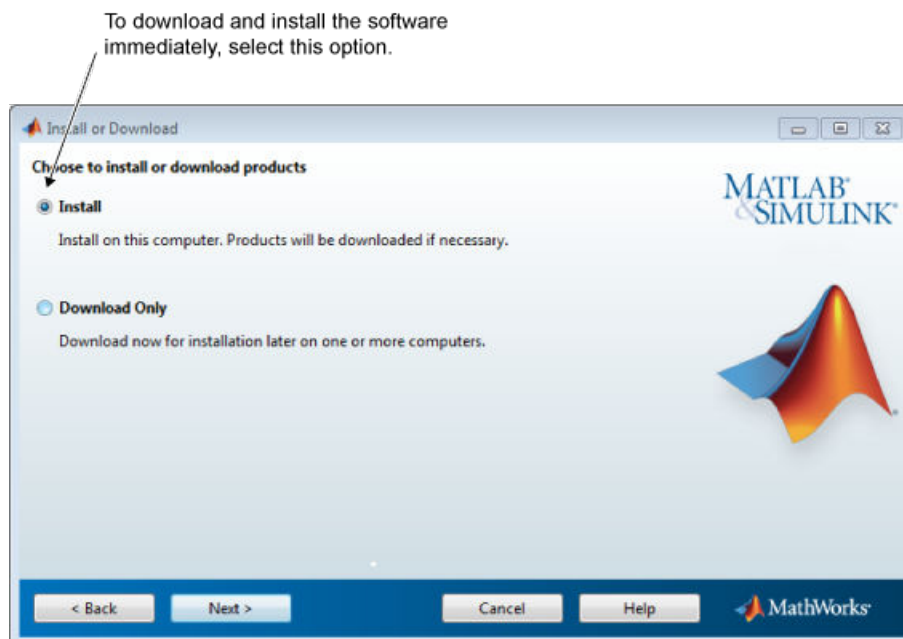 To download and install the software
immediately, select this option.
Install or Download
Choose to install or download products
MATLAB®
&SIMULINK®
Install
Install on this computer. Products will be downloaded if necessary.
Download Only
Download now for installation later on one or more computers.
< Back
Next >
Cancel
Help
MathWorks®